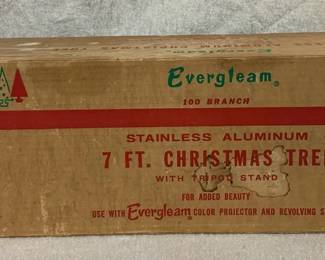 Evergleam®
100 BRANCH
STAINLESS ALUMINUM
7 FT. CHRISTMAS TREE
WITH TRIPOD STAND
FOR ADDED BEAUTY
USE WITH Evergleam® COLOR PROJECTOR AND REVOLVING S